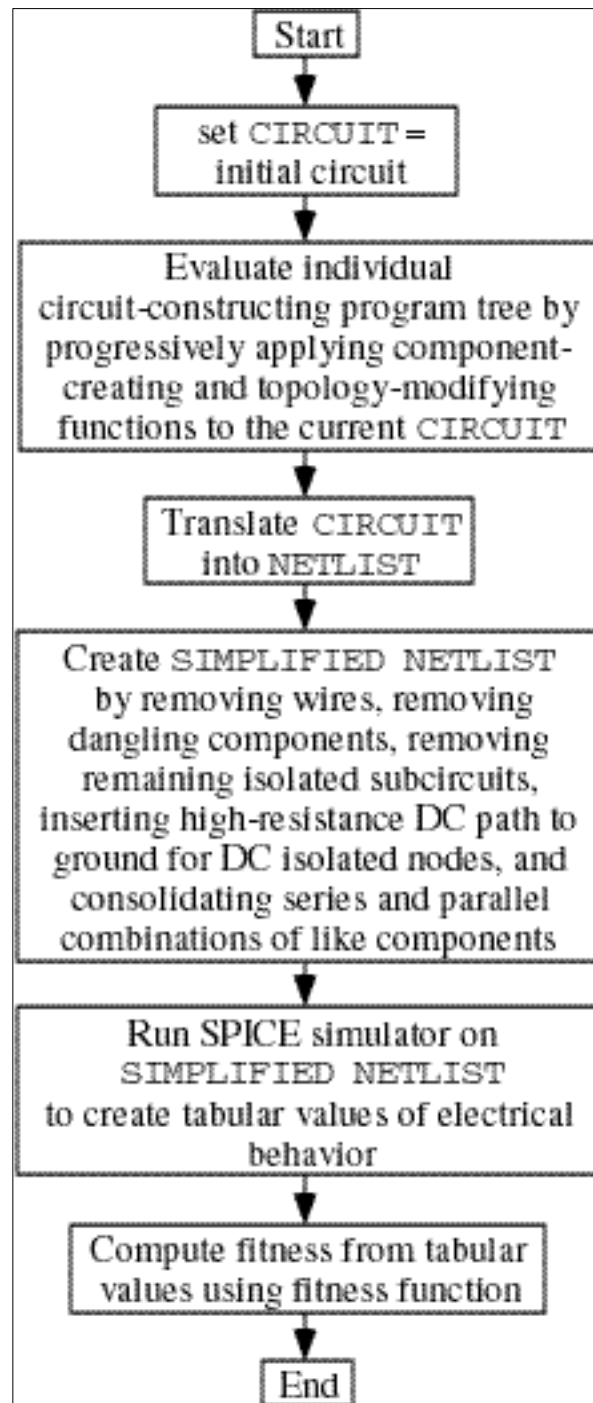 Start
set CIRCUIT =
initial circuit
Evaluate individual
circuit-constructing program tree by
progressively applying component-
creating and topology-modifying
functions to the current CIRCUIT
Translate CIRCUIT
into NETLIST
Create SIMPLIFIED NETLIST
by removing wires, removing
dangling components, removing
remaining isolated subcircuits,
inserting high-resistance DC path to
ground for DC isolated nodes, and
consolidating series and parallel
combinations of like components
Run SPICE simulator on
SIMPLIFIED NETLIST
to create tabular values of electrical
behavior
Compute fitness from tabular
values using fitness function
End